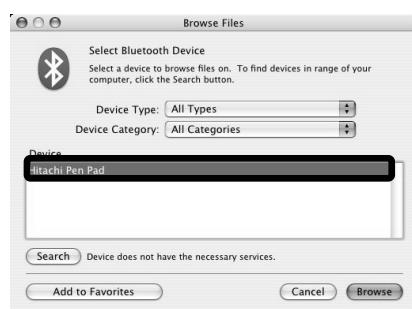 Browse Files
Select Bluetooth Device
Select a device to browse files on. To find devices in range of your
computer, click the Search button.
Device Type: All Types
Device Category: All Categories
Device
Hitachi Pen Pad
Search Device does not have the necessary services.
Add to Favorites Cancel Browse